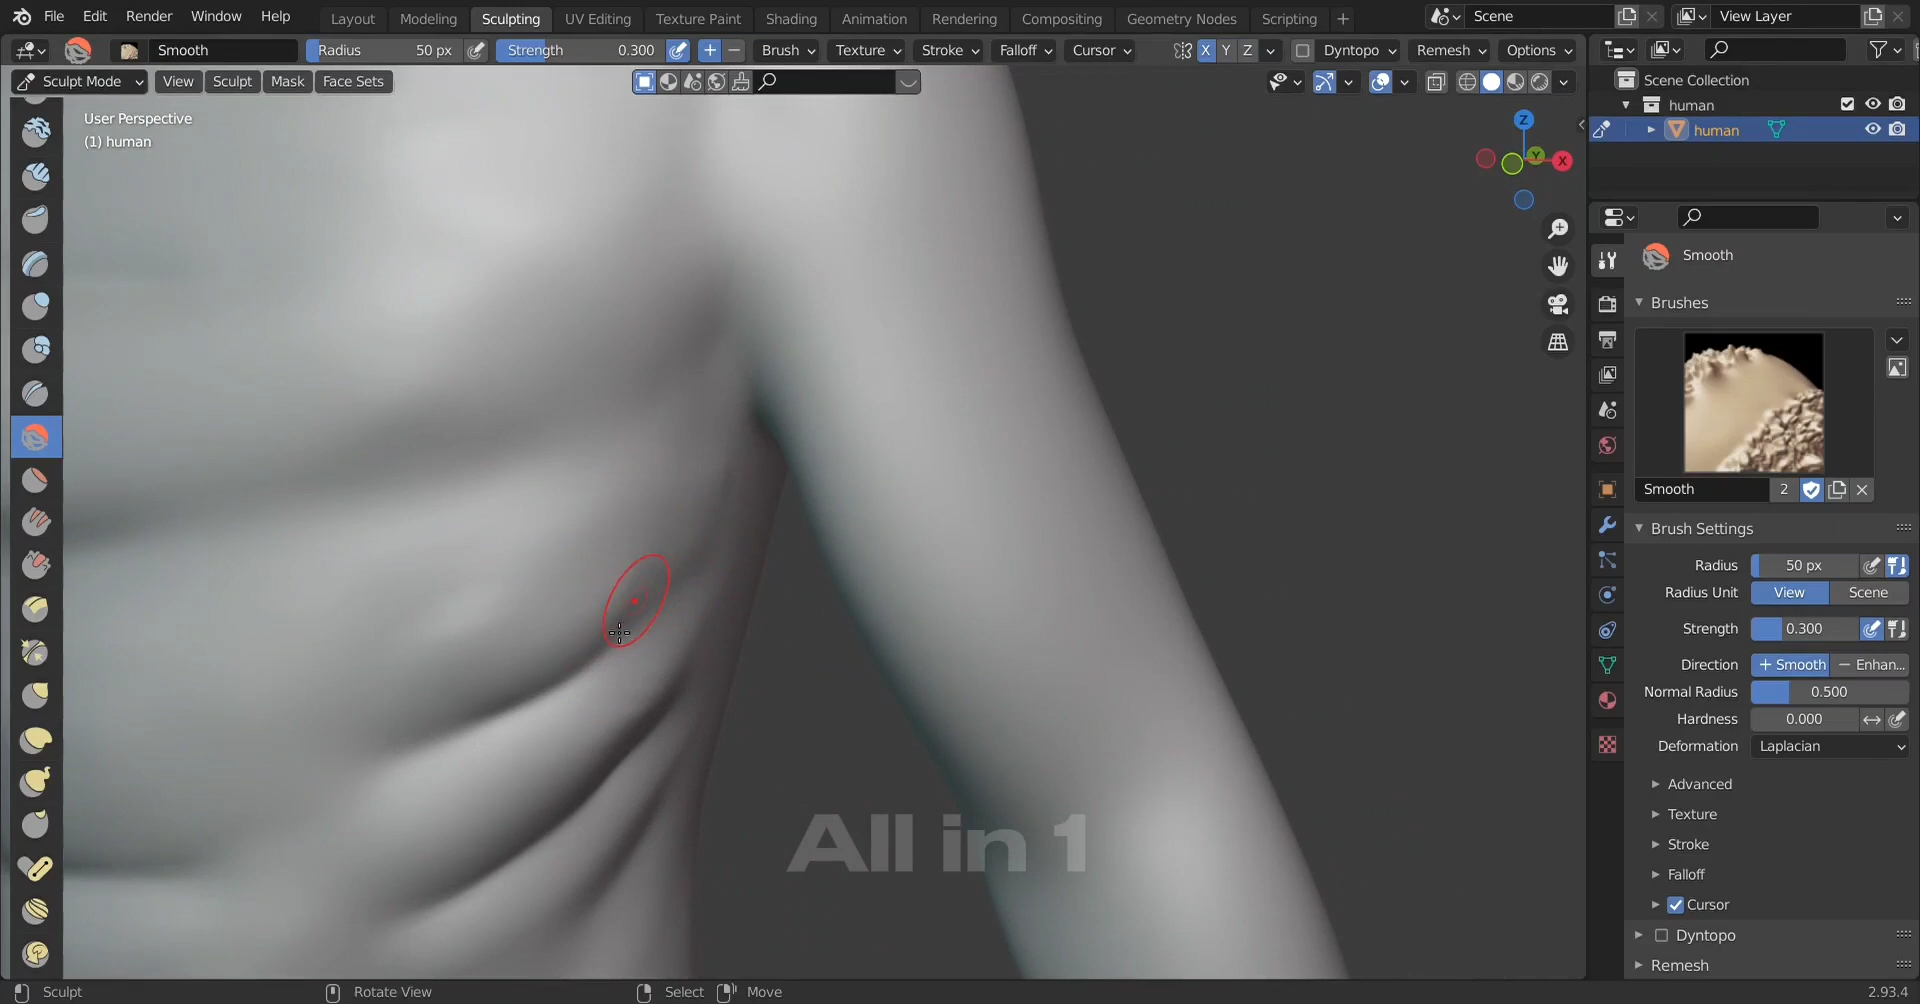 File Edit Render Window Help Layout Modeling Sculpting UV Editing Texture Paint Shading Animation Rendering Compositing Geometry Nodes Scripting + Scene View Layer
Smooth Radius 50 px Strength 0.300 + − Brush Texture Stroke Falloff Cursor X Y Z Dyntopo Remesh Options
Sculpt Mode View Sculpt Mask Face Sets
Scene Collection
human
human
User Perspective
(1) human
Z
Y X
Smooth
Brushes
Smooth 2
Brush Settings
Radius 50 px
Radius Unit View Scene
Strength 0.300
Direction + Smooth − Enhan...
Normal Radius 0.500
Hardness 0.000
Deformation Laplacian
Advanced
Texture
Stroke
Falloff
Cursor
Dyntopo
Remesh
All in 1
Sculpt Rotate View Select Move 2.93.4